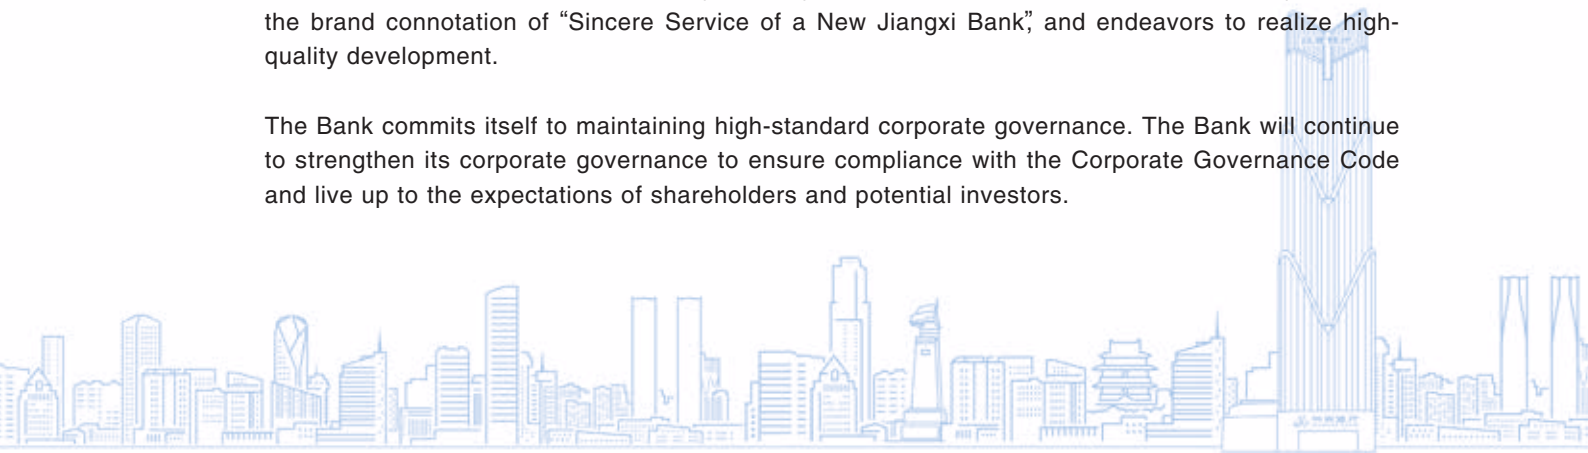 the brand connotation of “Sincere Service of a New Jiangxi Bank”, and endeavors to realize high-
quality development.
The Bank commits itself to maintaining high-standard corporate governance. The Bank will continue
to strengthen its corporate governance to ensure compliance with the Corporate Governance Code
and live up to the expectations of shareholders and potential investors.